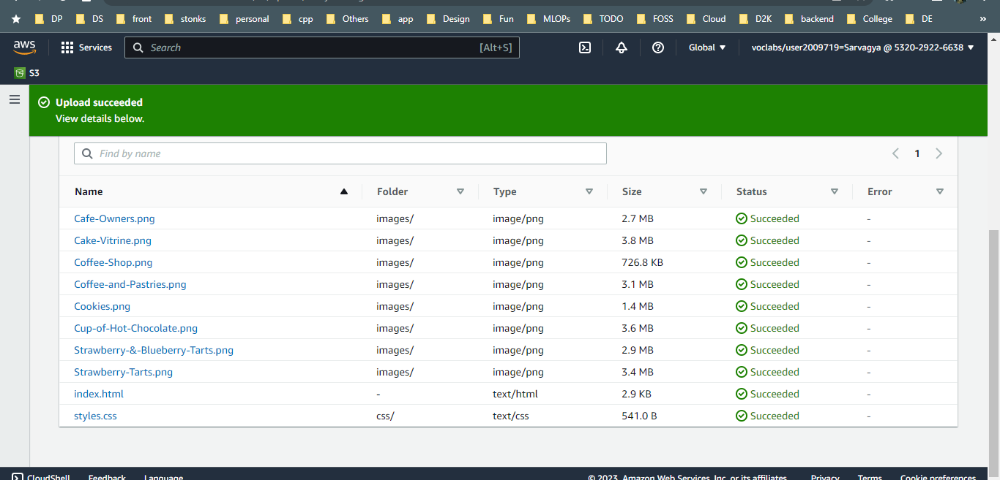 DP DS front stonks personal cpp Others app Design Fun MLOPs TODO FOSS Cloud D2K backend College DE »
aws Services Search [Alt+S] Global voclabs/user2009719=Sarvagya @ 5320-2922-6638
S3
Upload succeeded
View details below.
Find by name 1
Name Folder Type Size Status Error
Cafe-Owners.png images/ image/png 2.7 MB Succeeded -
Cake-Vitrine.png images/ image/png 3.8 MB Succeeded -
Coffee-Shop.png images/ image/png 726.8 KB Succeeded -
Coffee-and-Pastries.png images/ image/png 3.1 MB Succeeded -
Cookies.png images/ image/png 1.4 MB Succeeded -
Cup-of-Hot-Chocolate.png images/ image/png 3.6 MB Succeeded -
Strawberry-&-Blueberry-Tarts.png images/ image/png 2.9 MB Succeeded -
Strawberry-Tarts.png images/ image/png 3.4 MB Succeeded -
index.html - text/html 2.9 KB Succeeded -
styles.css css/ text/css 541.0 B Succeeded -
CloudShell Feedback Language © 2023, Amazon Web Services, Inc. or its affiliates. Privacy Terms Cookie preferences